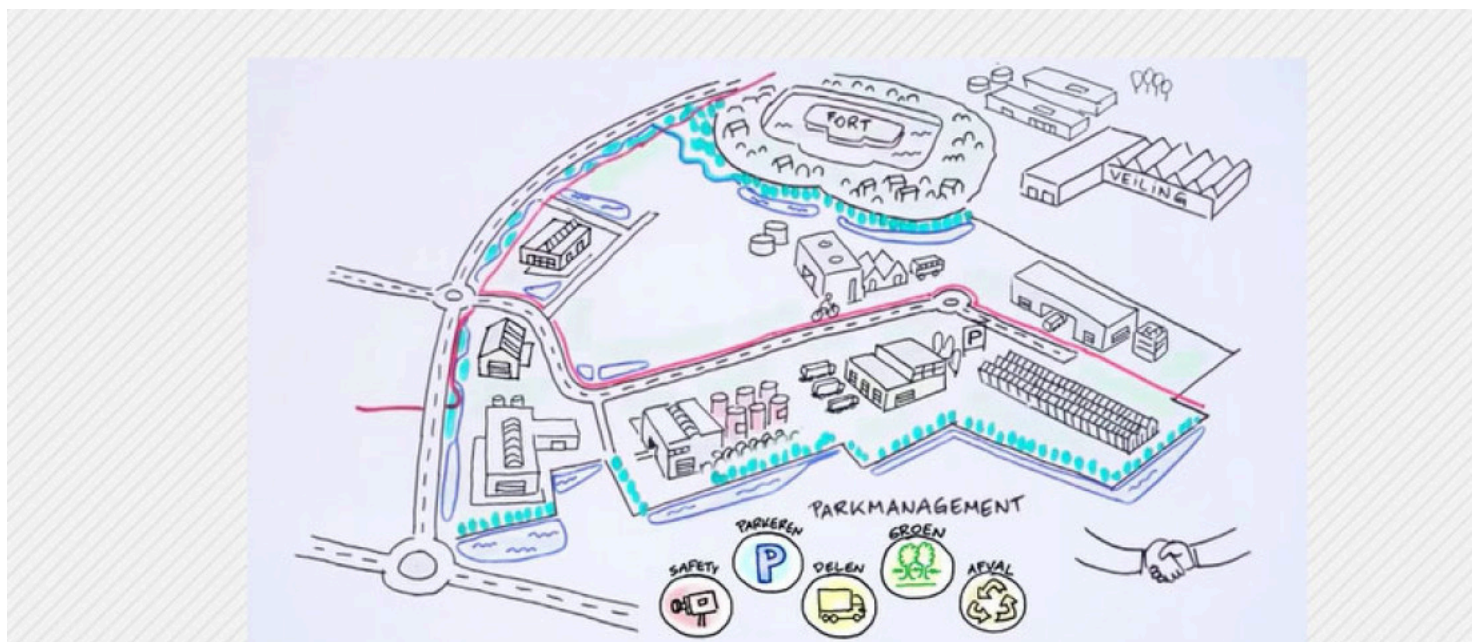 FORT
VEILING
P
PARKMANAGEMENT
PARKEREN
GROEN
P
SAFETY
DELEN
AFVAL